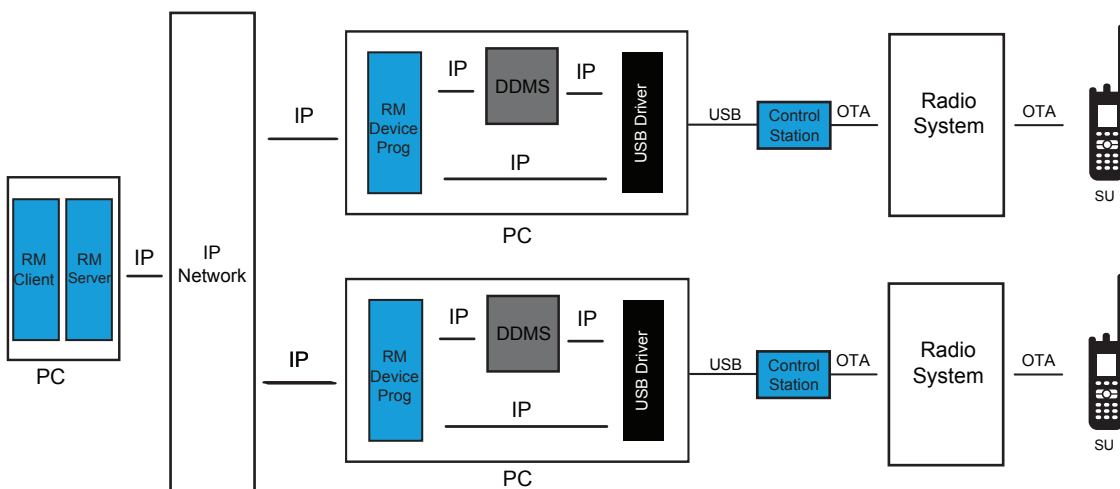 RM
Client
RM
Server
PC
IP
IP
Network
IP
RM
Device
Prog
IP
DDMS
IP
IP
USB Driver
PC
USB
Control
Station
OTA
Radio
System
OTA
SU
IP
RM
Device
Prog
IP
DDMS
IP
IP
USB Driver
PC
USB
Control
Station
OTA
Radio
System
OTA
SU